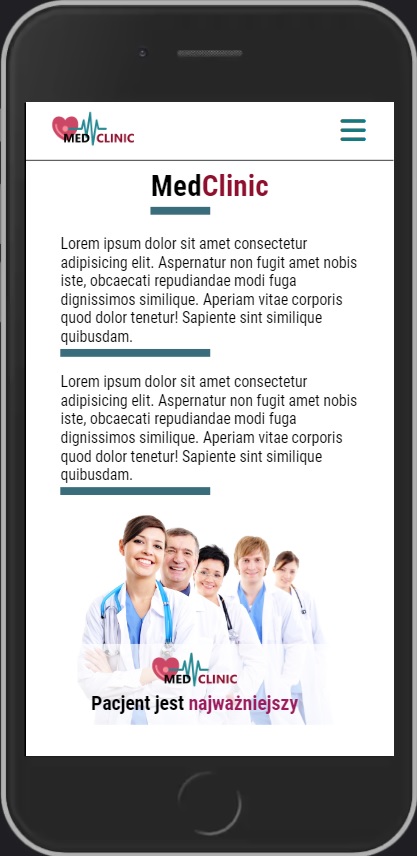 MED CLINIC
MedClinic
Lorem ipsum dolor sit amet consectetur
adipisicing elit. Aspernatur non fugit amet nobis
iste, obcaecati repudiandae modi fuga
dignissimos similique. Aperiam vitae corporis
quod dolor tenetur! Sapiente sint similique
quibusdam.
Lorem ipsum dolor sit amet consectetur
adipisicing elit. Aspernatur non fugit amet nobis
iste, obcaecati repudiandae modi fuga
dignissimos similique. Aperiam vitae corporis
quod dolor tenetur! Sapiente sint similique
quibusdam.
MED CLINIC
Pacjent jest najważniejszy